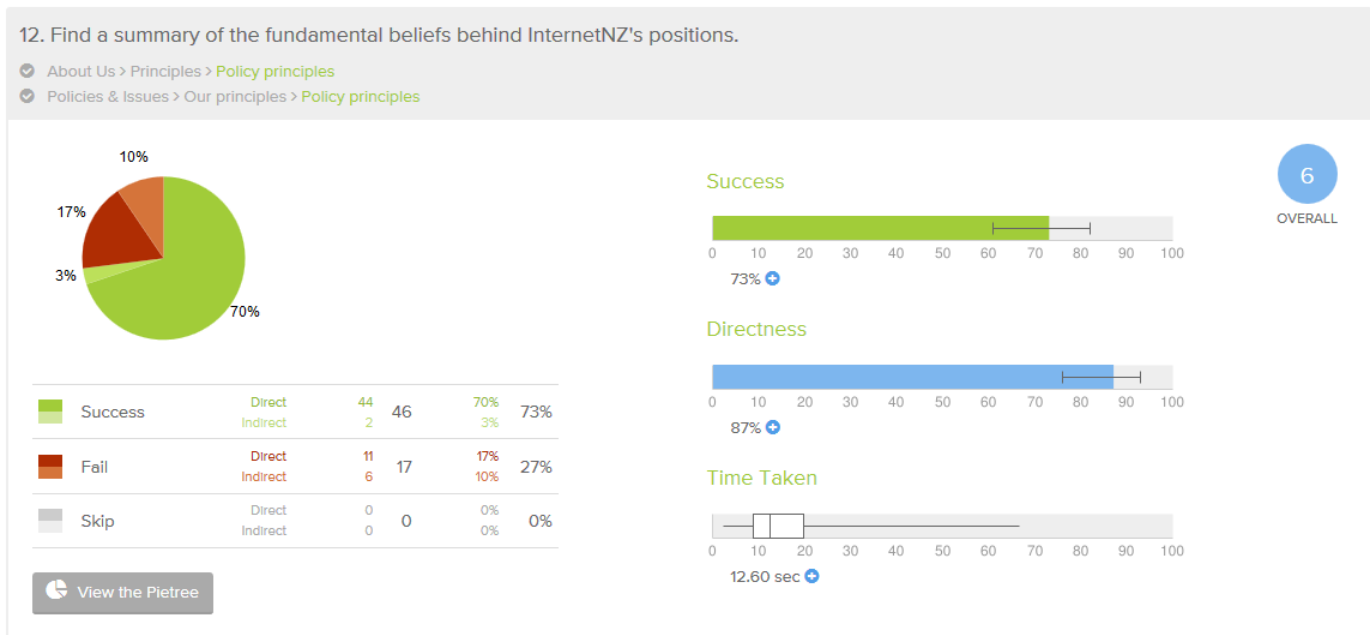 12. Find a summary of the fundamental beliefs behind InternetNZ's positions.
About Us > Principles > Policy principles
Policies & Issues > Our principles > Policy principles
10%
17%
3%
70%
Success Direct 44 46 70% 73%
Indirect 2 3%
Fail Direct 11 17 17% 27%
Indirect 6 10%
Skip Direct 0 0 0% 0%
Indirect 0 0%
View the Pietree
Success
0 10 20 30 40 50 60 70 80 90 100
73%
Directness
0 10 20 30 40 50 60 70 80 90 100
87%
Time Taken
0 10 20 30 40 50 60 70 80 90 100
12.60 sec
6
OVERALL